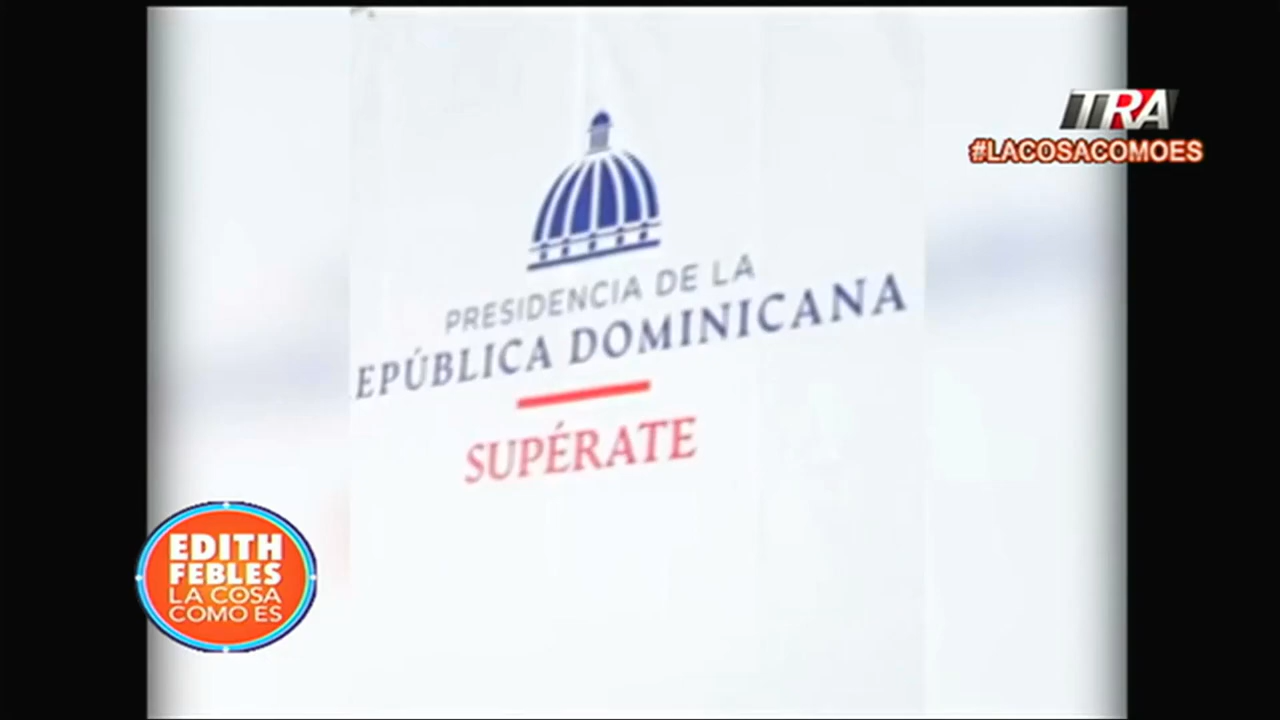 TRA
#LACOSACOMOES
PRESIDENCIA DE LA
EPÚBLICA DOMINICANA
SUPÉRATE
EDITH
FEBLES
LA COSA
COMO ES